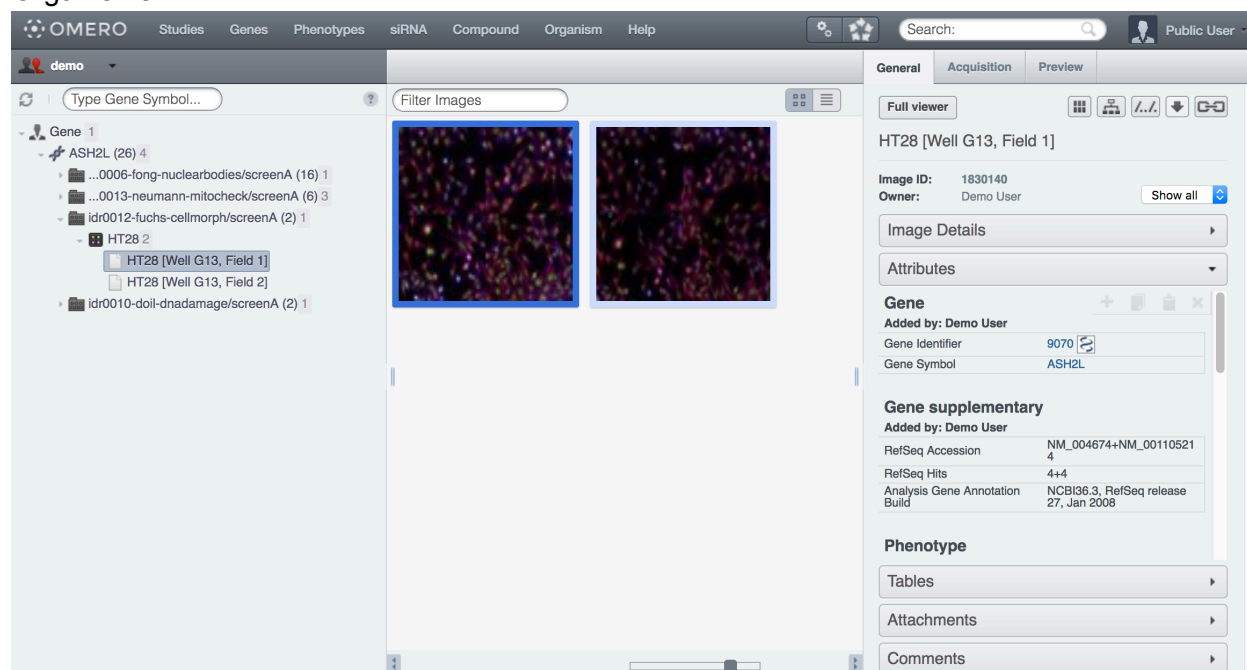 OMERO Studies Genes Phenotypes siRNA Compound Organism Help Search: Public User
demo
General Acquisition Preview
Type Gene Symbol... ?
Filter Images
Full viewer
Gene 1
ASH2L (26) 4
...0006-fong-nuclearbodies/screenA (16) 1
...0013-neumann-mitocheck/screenA (6) 3
idr0012-fuchs-cellmorph/screenA (2) 1
HT28 2
HT28 [Well G13, Field 1]
HT28 [Well G13, Field 2]
idr0010-doil-dnadamage/screenA (2) 1
HT28 [Well G13, Field 1]
Image ID: 1830140
Owner: Demo User Show all
Image Details
Attributes
Gene
Added by: Demo User
Gene Identifier 9070
Gene Symbol ASH2L
Gene supplementary
Added by: Demo User
RefSeq Accession NM_004674+NM_00110521
4
RefSeq Hits 4+4
Analysis Gene Annotation NCBI36.3, RefSeq release
Build 27, Jan 2008
Phenotype
Tables
Attachments
Comments